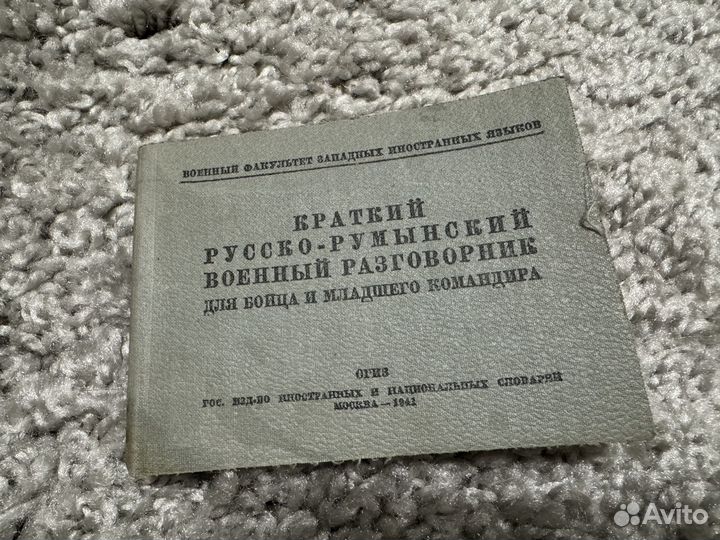 ВОЕННЫЙ ФАКУЛЬТЕТ ЗАПАДНЫХ ИНОСТРАННЫХ ЯЗЫКОВ
КРАТКИЙ
РУССКО-РУМЫНСКИЙ
ВОЕННЫЙ РАЗГОВОРНИК
ДЛЯ БОЙЦА И МЛАДШЕГО КОМАНДИРА
ОГИЗ
ГОС. ИЗД-ВО ИНОСТРАННЫХ И НАЦИОНАЛЬНЫХ СЛОВАРЕЙ
МОСКВА — 1941
Avito